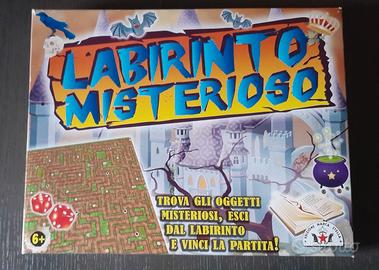 LABIRINTO
MISTERIOSO
TROVA GLI OGGETTI
MISTERIOSI, ESCI
DAL LABIRINTO
E VINCI LA PARTITA!
6+